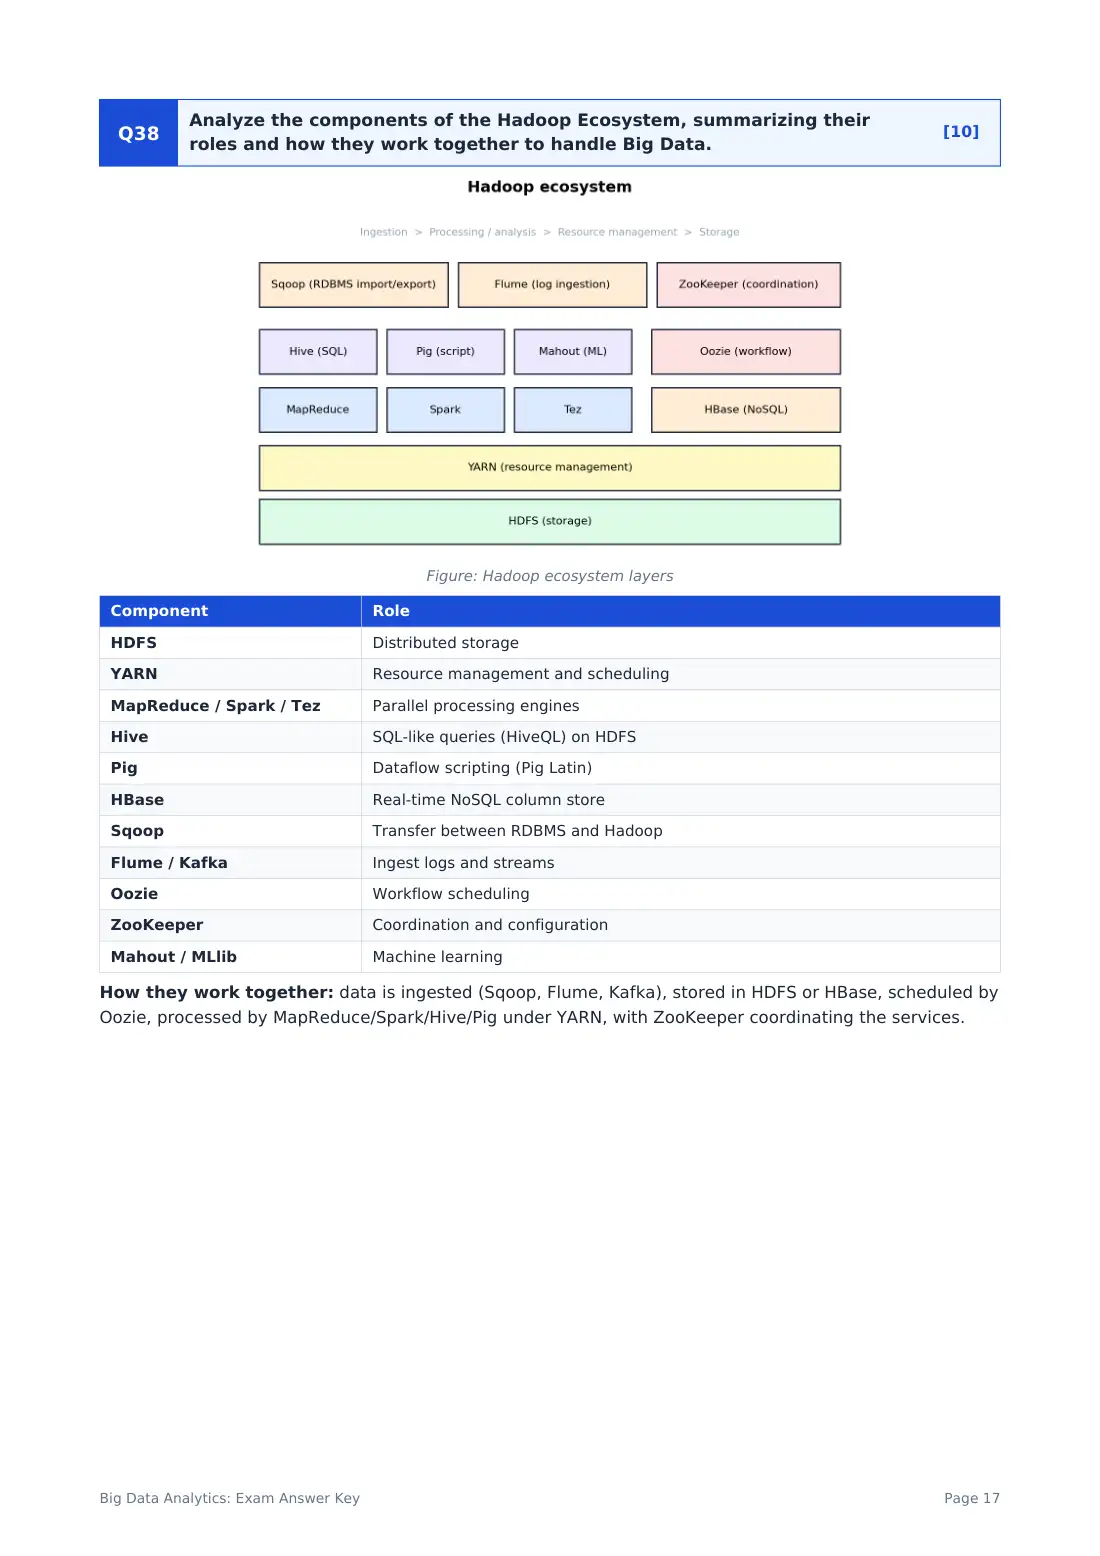 Q38
Analyze the components of the Hadoop Ecosystem, summarizing their
roles and how they work together to handle Big Data.
[10]
Hadoop ecosystem
Ingestion > Processing / analysis > Resource management > Storage
Sqoop (RDBMS import/export) Flume (log ingestion) ZooKeeper (coordination)
Hive (SQL) Pig (script) Mahout (ML) Oozie (workflow)
MapReduce Spark Tez HBase (NoSQL)
YARN (resource management)
HDFS (storage)
Figure: Hadoop ecosystem layers
Component Role
HDFS Distributed storage
YARN Resource management and scheduling
MapReduce / Spark / Tez Parallel processing engines
Hive SQL-like queries (HiveQL) on HDFS
Pig Dataflow scripting (Pig Latin)
HBase Real-time NoSQL column store
Sqoop Transfer between RDBMS and Hadoop
Flume / Kafka Ingest logs and streams
Oozie Workflow scheduling
ZooKeeper Coordination and configuration
Mahout / MLlib Machine learning
How they work together: data is ingested (Sqoop, Flume, Kafka), stored in HDFS or HBase, scheduled by
Oozie, processed by MapReduce/Spark/Hive/Pig under YARN, with ZooKeeper coordinating the services.
Big Data Analytics: Exam Answer Key Page 17